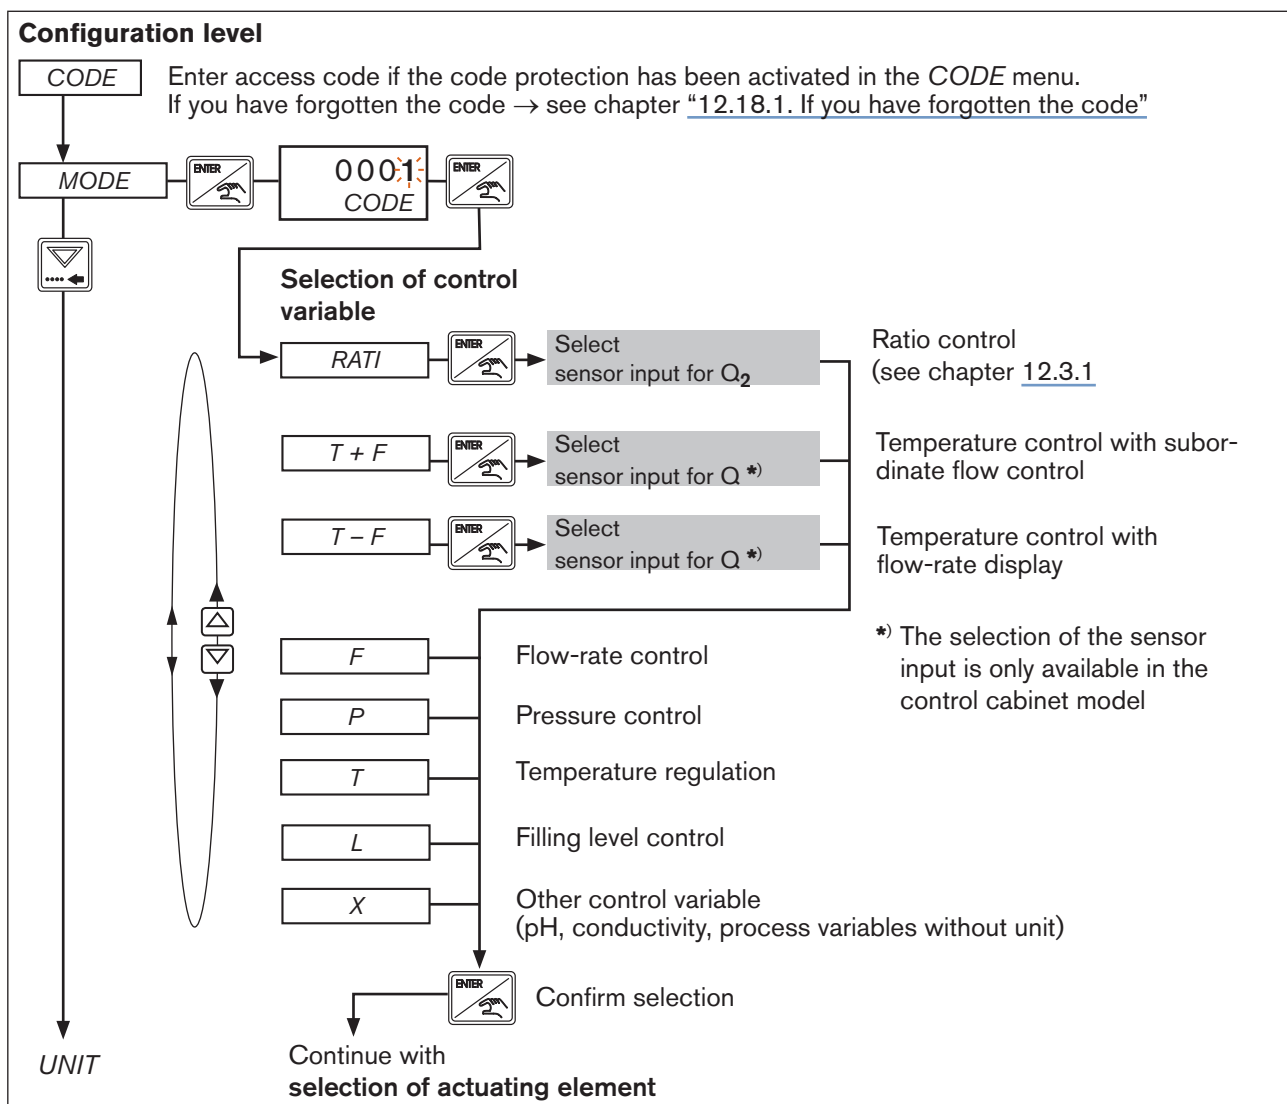 Configuration level
CODE
Enter access code if the code protection has been activated in the CODE menu.
If you have forgotten the code → see chapter “12.18.1. If you have forgotten the code”
MODE
ENTER
0001
CODE
ENTER
Selection of control
variable
RATI
ENTER
Select
sensor input for Q2
Ratio control
(see chapter 12.3.1
T + F
ENTER
Select
sensor input for Q *)
Temperature control with subor-
dinate flow control
T – F
ENTER
Select
sensor input for Q *)
Temperature control with
flow-rate display
*) The selection of the sensor
input is only available in the
control cabinet model
F
Flow-rate control
P
Pressure control
T
Temperature regulation
L
Filling level control
X
Other control variable
(pH, conductivity, process variables without unit)
ENTER
Confirm selection
UNIT
Continue with
selection of actuating element